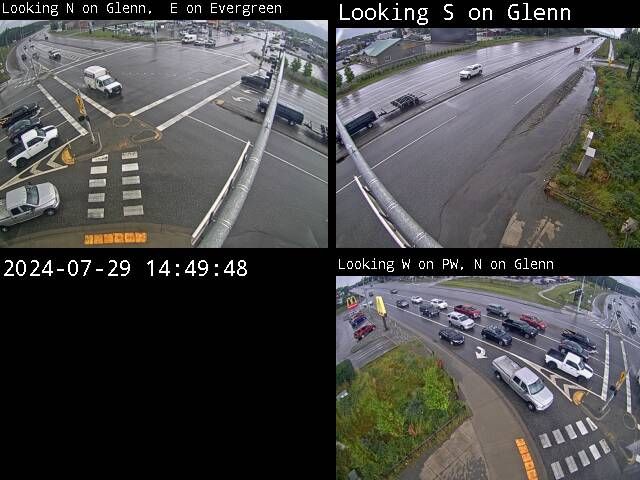 Looking N on Glenn,  E on Evergreen
Looking S on Glenn
2024-07-29 14:49:48
Looking W on PW, N on Glenn